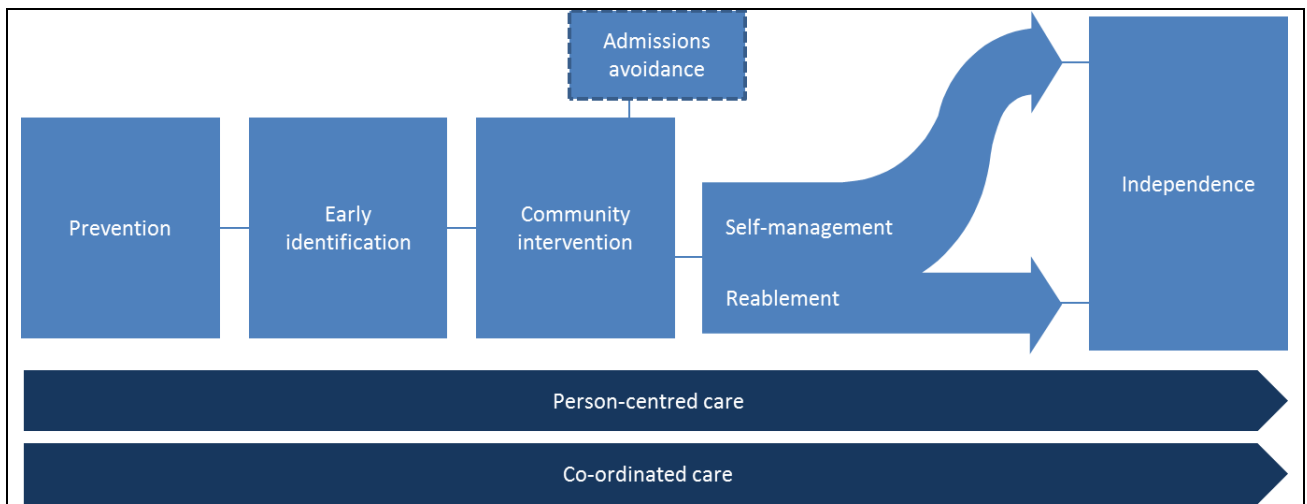 Admissions
avoidance
Prevention
Early
identification
Community
intervention
Self-management
Reablement
Independence
Person-centred care
Co-ordinated care